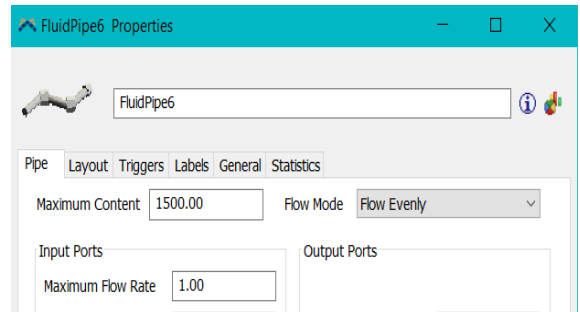 FluidPipe6 Properties
FluidPipe6
Pipe Layout Triggers Labels General Statistics
Maximum Content 1500.00 Flow Mode Flow Evenly
Input Ports Output Ports
Maximum Flow Rate 1.00